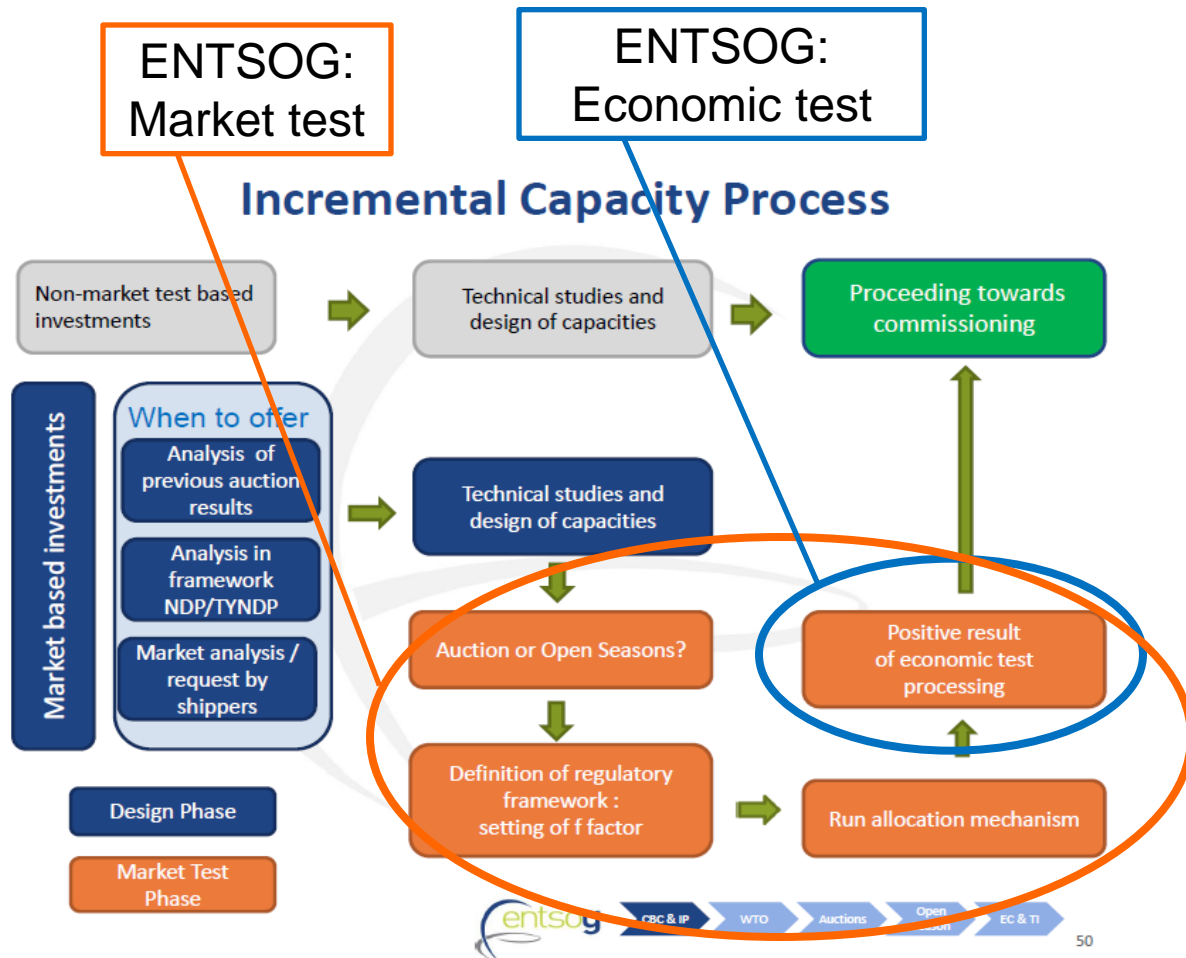 ENTSOG:
Market test
ENTSOG:
Economic test
Incremental Capacity Process
Non-market test based
investments
Technical studies and
design of capacities
Proceeding towards
commissioning
Market based investments
When to offer
Analysis of
previous auction
results
Analysis in
framework
NDP/TYNDP
Market analysis /
request by
shippers
Technical studies and
design of capacities
Auction or Open Seasons?
Positive result
of economic test
processing
Definition of regulatory
framework :
setting of f factor
Run allocation mechanism
Design Phase
Market Test
Phase
entsog
CBC & IP
WTO
Auctions
Open
EC & TI
50